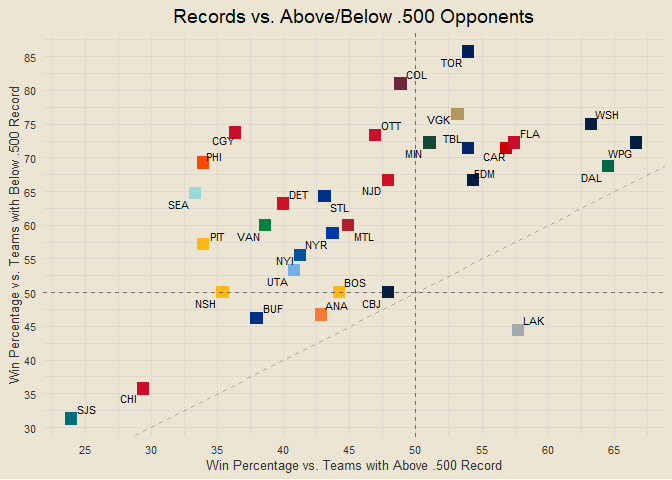 Records vs. Above/Below .500 Opponents
Win Percentage vs. Teams with Below .500 Record
85
80
75
70
65
60
55
50
45
40
35
30
TOR
COL
VGK
WSH
OTT
CGY
TBL
FLA
MIN
CAR
WPG
PHI
EDM
DAL
NJD
SEA
DET
STL
PIT
VAN
NYR
MTL
NYI
UTA
BOS
NSH
BUF
ANA
CBJ
LAK
CHI
SJS
25 30 35 40 45 50 55 60 65
Win Percentage vs. Teams with Above .500 Record